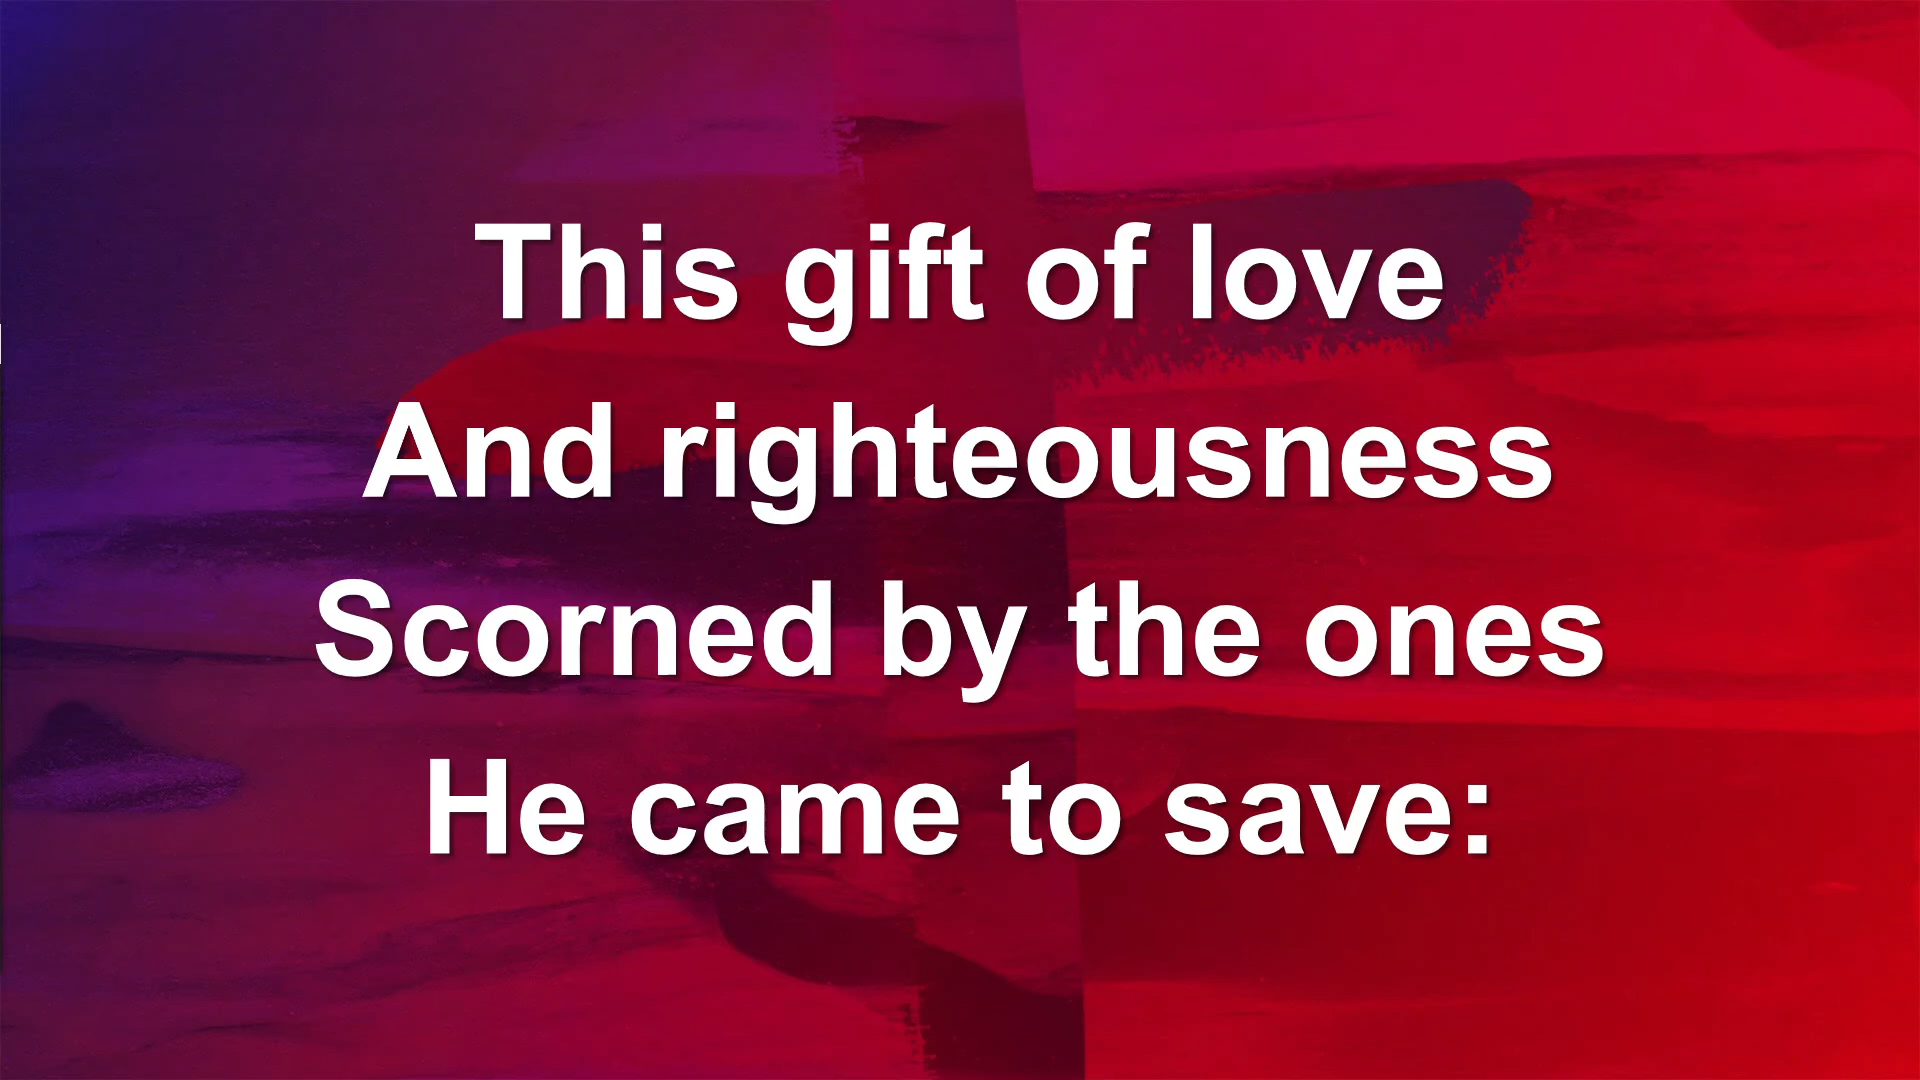 This gift of love
And righteousness
Scorned by the ones
He came to save: